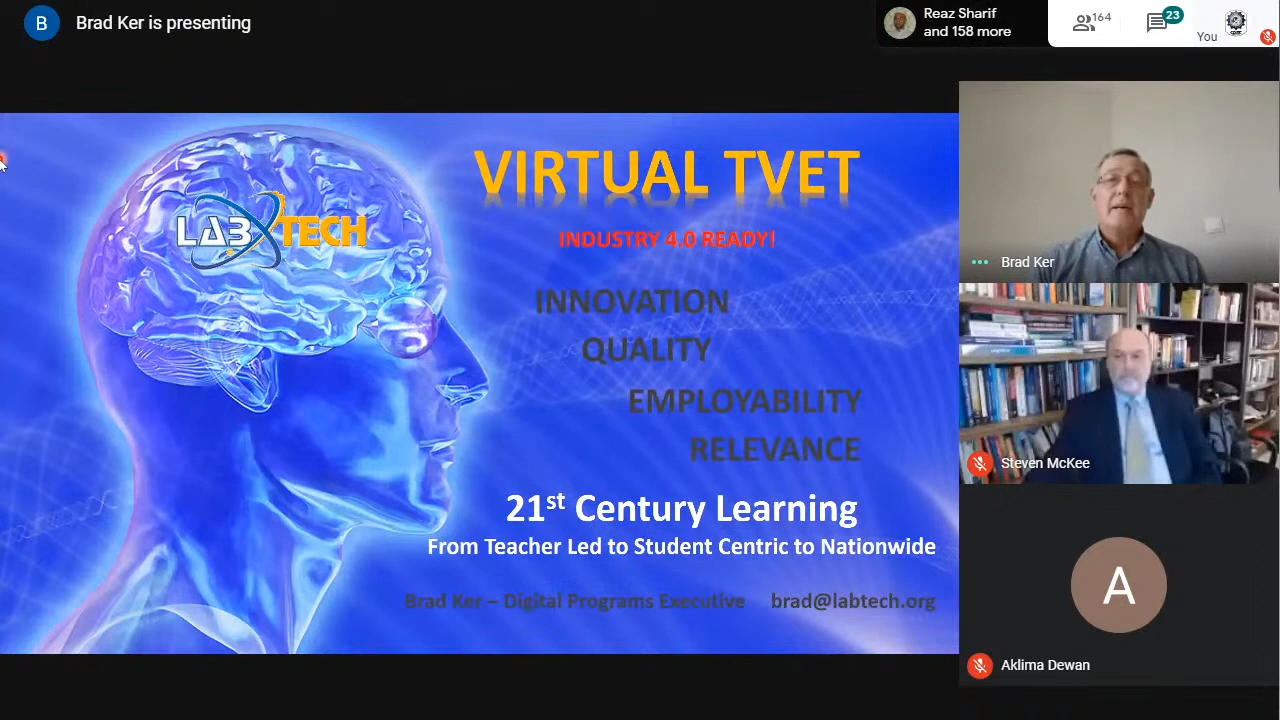 B
Brad Ker is presenting
Reaz Sharif
and 158 more
164
23
You
LABTECH
VIRTUAL TVET
INDUSTRY 4.0 READY!
INNOVATION
QUALITY
EMPLOYABILITY
RELEVANCE
21st Century Learning
From Teacher Led to Student Centric to Nationwide
Brad Ker – Digital Programs Executive brad@labtech.org
Brad Ker
Steven McKee
A
Aklima Dewan